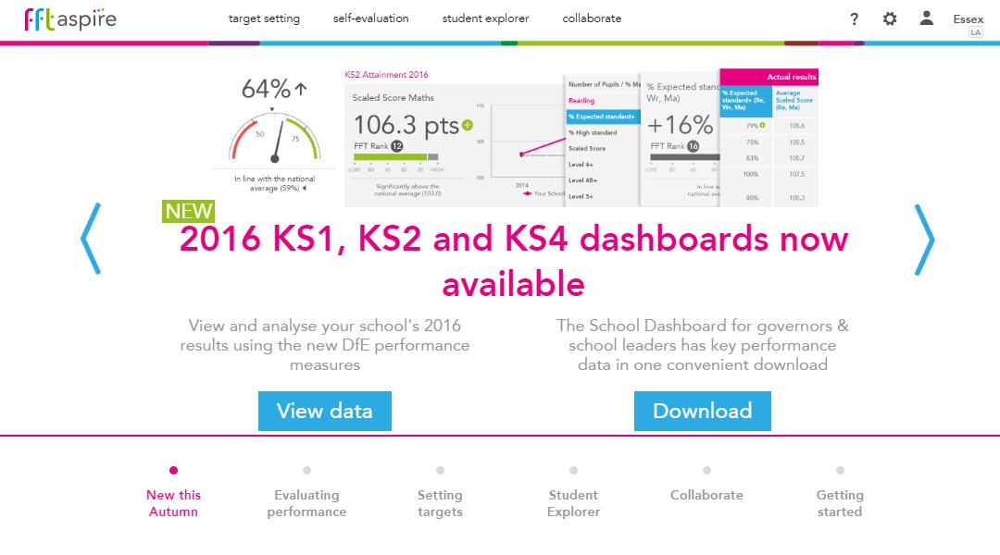 fftaspire
target setting
self-evaluation
student explorer
collaborate
?
Essex
LA
64%
50
75
In line with the national
average (59%)
KS2 Attainment 2016
Scaled Score Maths
106.3 pts
FFT Rank 12
LOW 80 60 40 20 HIGH
Significantly above the
national average (103.0)
110
105
100
2014
Your School
Number of Pupils / % Ma
Reading
% Expected standard+
% High standard
Scaled Score
Level 4+
Level 4B+
Level 5+
% Expected stand
Wr, Ma)
+16%
FFT Rank 16
LOW 80 60 40
In line w
national av
Actual results
% Expected
standard+ (Re,
Wr, Ma)
Average
Scaled Score
(Re, Ma)
79% 105.6
75% 105.5
83% 105.7
100% 107.5
80% 105.3
NEW
2016 KS1, KS2 and KS4 dashboards now
available
View and analyse your school's 2016
results using the new DfE performance
measures
View data
The School Dashboard for governors &
school leaders has key performance
data in one convenient download
Download
New this
Autumn
Evaluating
performance
Setting
targets
Student
Explorer
Collaborate
Getting
started